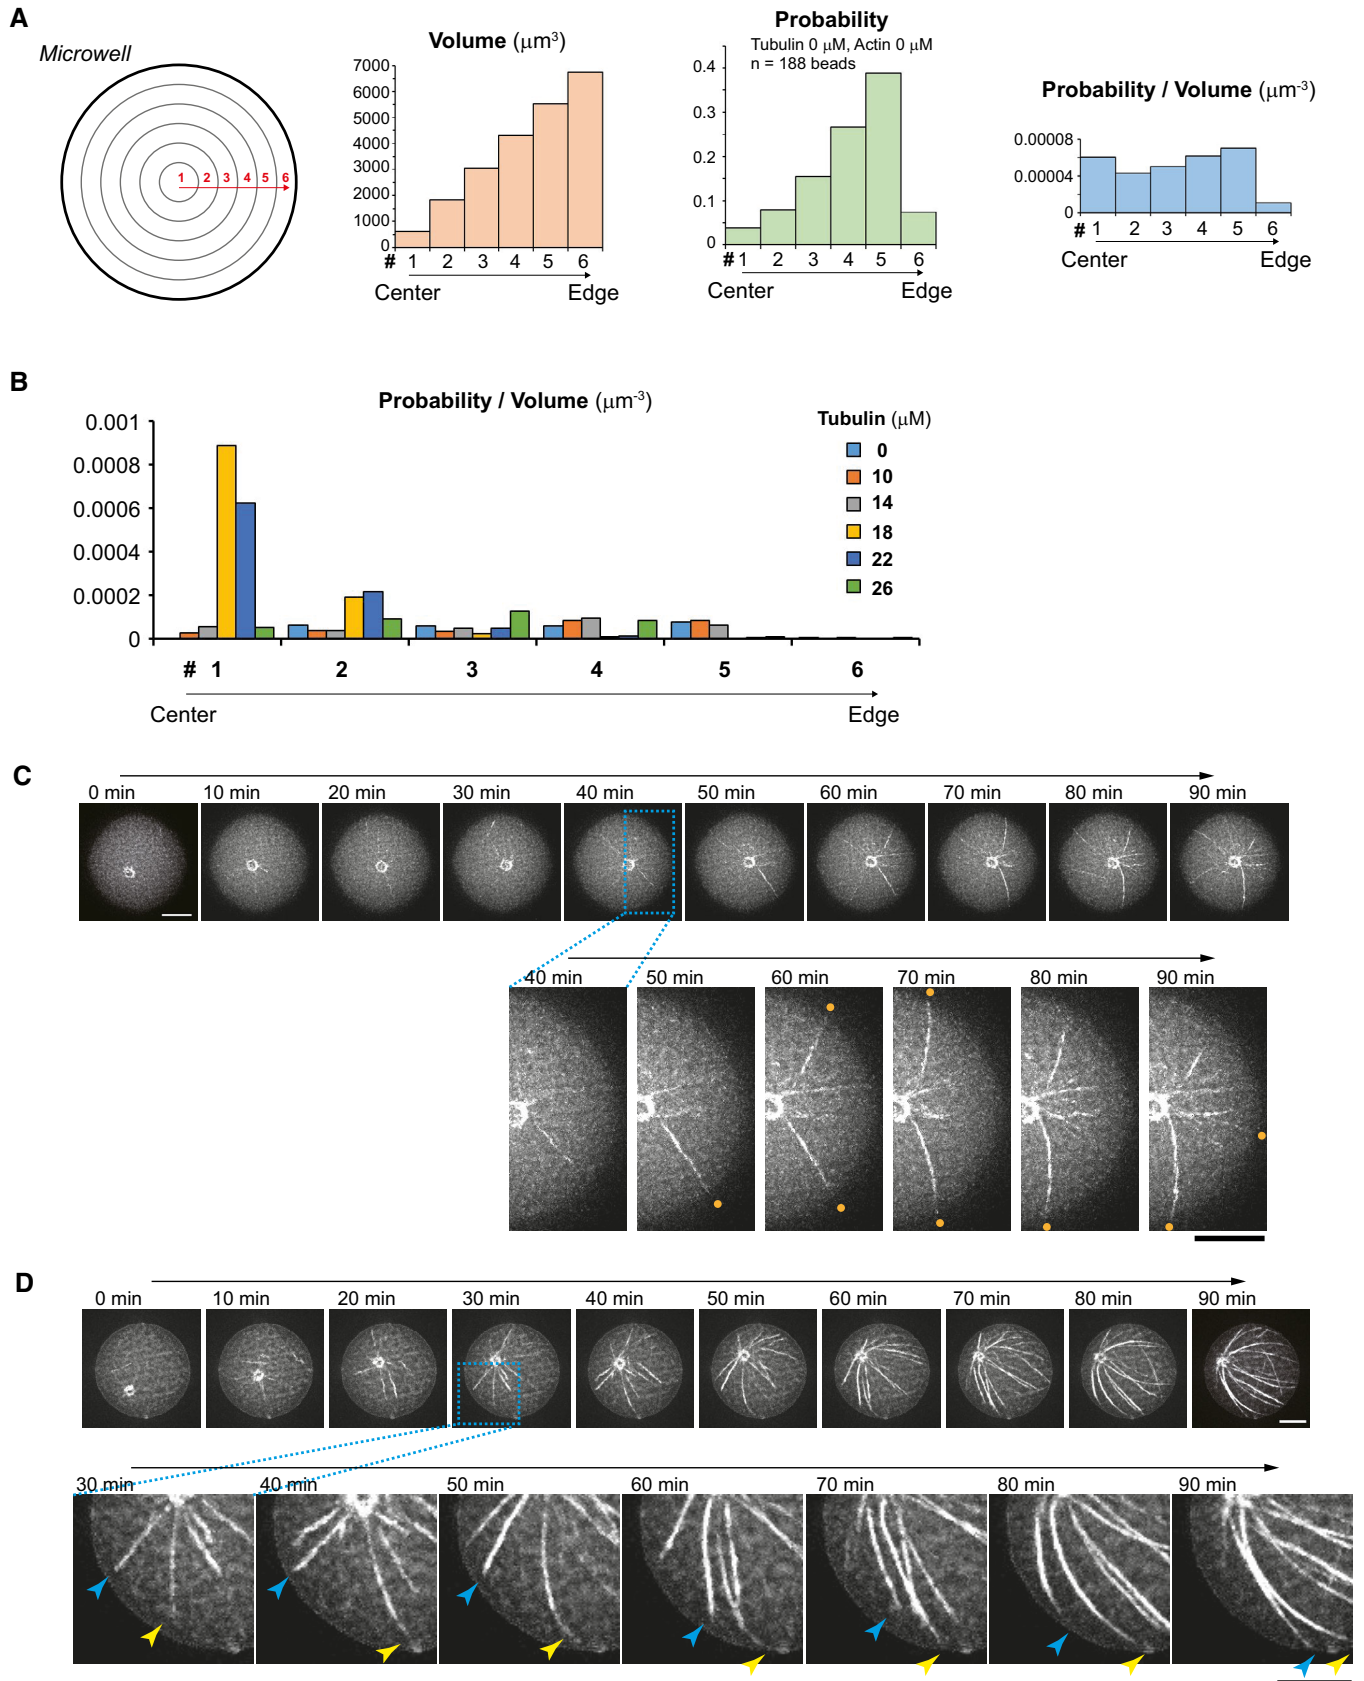 A
Microwell
1 2 3 4 5 6
Volume (μm³)
7000
6000
5000
4000
3000
2000
1000
0
# 1 2 3 4 5 6
Center Edge
Probability
Tubulin 0 μM, Actin 0 μM
n = 188 beads
0.4
0.3
0.2
0.1
0
# 1 2 3 4 5 6
Center Edge
Probability / Volume (μm⁻³)
0.00008
0.00004
0
# 1 2 3 4 5 6
Center Edge
B
Probability / Volume (μm⁻³)
0.001
0.0008
0.0006
0.0004
0.0002
0
# 1 2 3 4 5 6
Center Edge
Tubulin (μM)
0
10
14
18
22
26
C
0 min 10 min 20 min 30 min 40 min 50 min 60 min 70 min 80 min 90 min
40 min 50 min 60 min 70 min 80 min 90 min
D
0 min 10 min 20 min 30 min 40 min 50 min 60 min 70 min 80 min 90 min
30 min 40 min 50 min 60 min 70 min 80 min 90 min